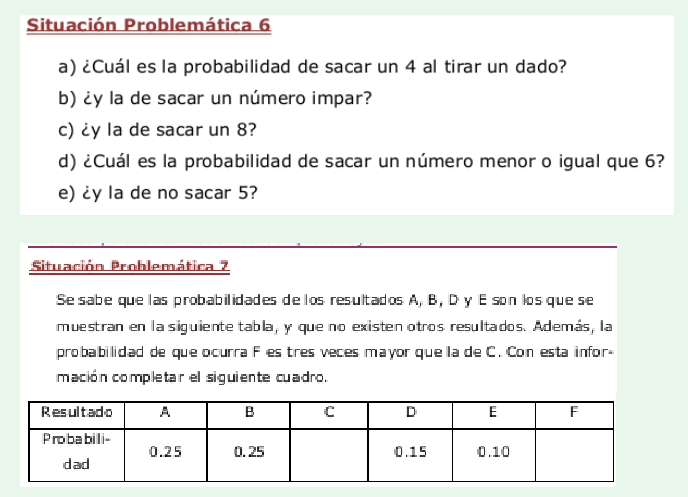 Situación Problemática 6
a) ¿Cuál es la probabilidad de sacar un 4 al tirar un dado?
b) ¿y la de sacar un número impar?
c) ¿y la de sacar un 8?
d) ¿Cuál es la probabilidad de sacar un número menor o igual que 6?
e) ¿y la de no sacar 5?
Situación Problemática 7
Se sabe que las probabilidades de los resultados A, B, D y E son los que se
muestran en la siguiente tabla, y que no existen otros resultados. Además, la
probabilidad de que ocurra F es tres veces mayor que la de C. Con esta infor-
mación completar el siguiente cuadro.
Resultado A B C D E F
Probabili-
dad 0.25 0.25 0.15 0.10